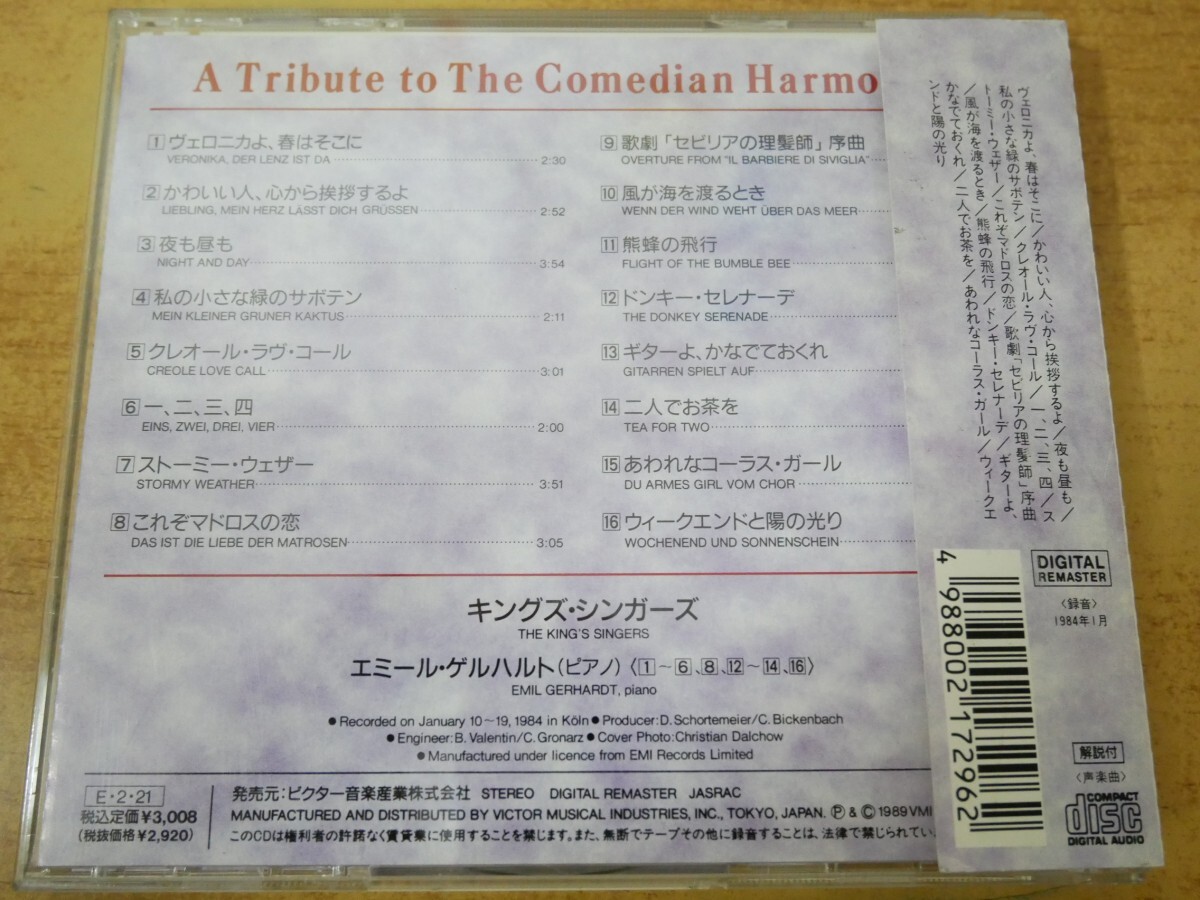 A Tribute to The Comedian Harmo
1 ヴェロニカよ、春はそこに
VERONIKA, DER LENZ IST DA 2:30
2 かわいい人、心から挨拶するよ
LIEBLING, MEIN HERZ LÄSST DICH GRÜSSEN 2:52
3 夜も昼も
NIGHT AND DAY 3:54
4 私の小さな緑のサボテン
MEIN KLEINER GRUNER KAKTUS 2:11
5 クレオール・ラヴ・コール
CREOLE LOVE CALL 3:01
6 一、二、三、四
EINS, ZWEI, DREI, VIER 2:00
7 ストーミー・ウェザー
STORMY WEATHER 3:51
8 これぞマドロスの恋
DAS IST DIE LIEBE DER MATROSEN 3:05
9 歌劇「セビリアの理髪師」序曲
OVERTURE FROM "IL BARBIERE DI SIVIGLIA"
10 風が海を渡るとき
WENN DER WIND WEHT ÜBER DAS MEER
11 熊蜂の飛行
FLIGHT OF THE BUMBLE BEE
12 ドンキー・セレナーデ
THE DONKEY SERENADE
13 ギターよ、かなでておくれ
GITARREN SPIELT AUF
14 二人でお茶を
TEA FOR TWO
15 あわれなコーラス・ガール
DU ARMES GIRL VOM CHOR
16 ウィークエンドと陽の光り
WOCHENEND UND SONNENSCHEIN
キングズ・シンガーズ
THE KING'S SINGERS
エミール・ゲルハルト(ピアノ)〈1〜6、8、12〜14、16〉
EMIL GERHARDT, piano
● Recorded on January 10〜19, 1984 in Köln ● Producer: D. Schortemeier/C. Bickenbach
● Engineer: B. Valentin/C. Gronarz ● Cover Photo: Christian Dalchow
● Manufactured under licence from EMI Records Limited
E・2・21
税込定価¥3,008
(税抜価格¥2,920)
発売元:ビクター音楽産業株式会社 STEREO DIGITAL REMASTER JASRAC
MANUFACTURED AND DISTRIBUTED BY VICTOR MUSICAL INDUSTRIES, INC., TOKYO, JAPAN. Ⓟ & © 1989 VMI
このCDは権利者の許諾なく賃貸業に使用することを禁じます。また、無断でテープその他に録音することは、法律で禁じられてい
ヴェロニカよ、春はそこに/かわいい人、心から挨拶するよ/夜も昼も/
私の小さな緑のサボテン/クレオール・ラヴ・コール/一、二、三、四/ス
トーミー・ウェザー/これぞマドロスの恋/歌劇「セビリアの理髪師」序曲
/風が海を渡るとき/熊蜂の飛行/ドンキー・セレナーデ/ギターよ、
かなでておくれ/二人でお茶を/あわれなコーラス・ガール/ウィークエ
ンドと陽の光り
DIGITAL
REMASTER
〈録音〉
1984年1月
4 988002 172962
解説付
〈声楽曲〉
COMPACT
disc
DIGITAL AUDIO